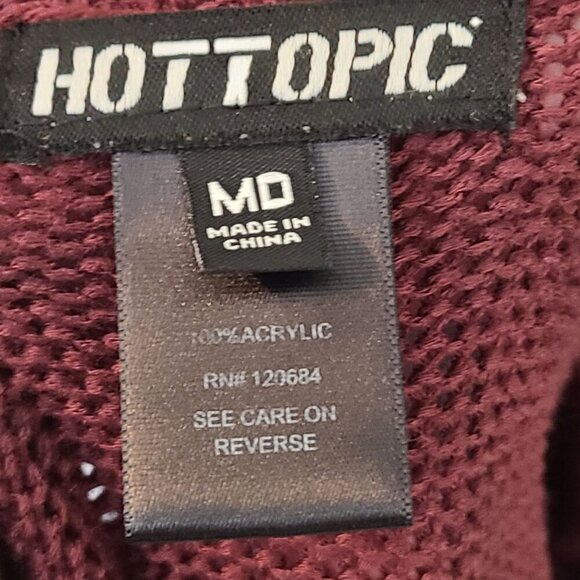 HOTTOPIC
MD
MADE IN
CHINA
100% ACRYLIC
RN# 120684
SEE CARE ON
REVERSE